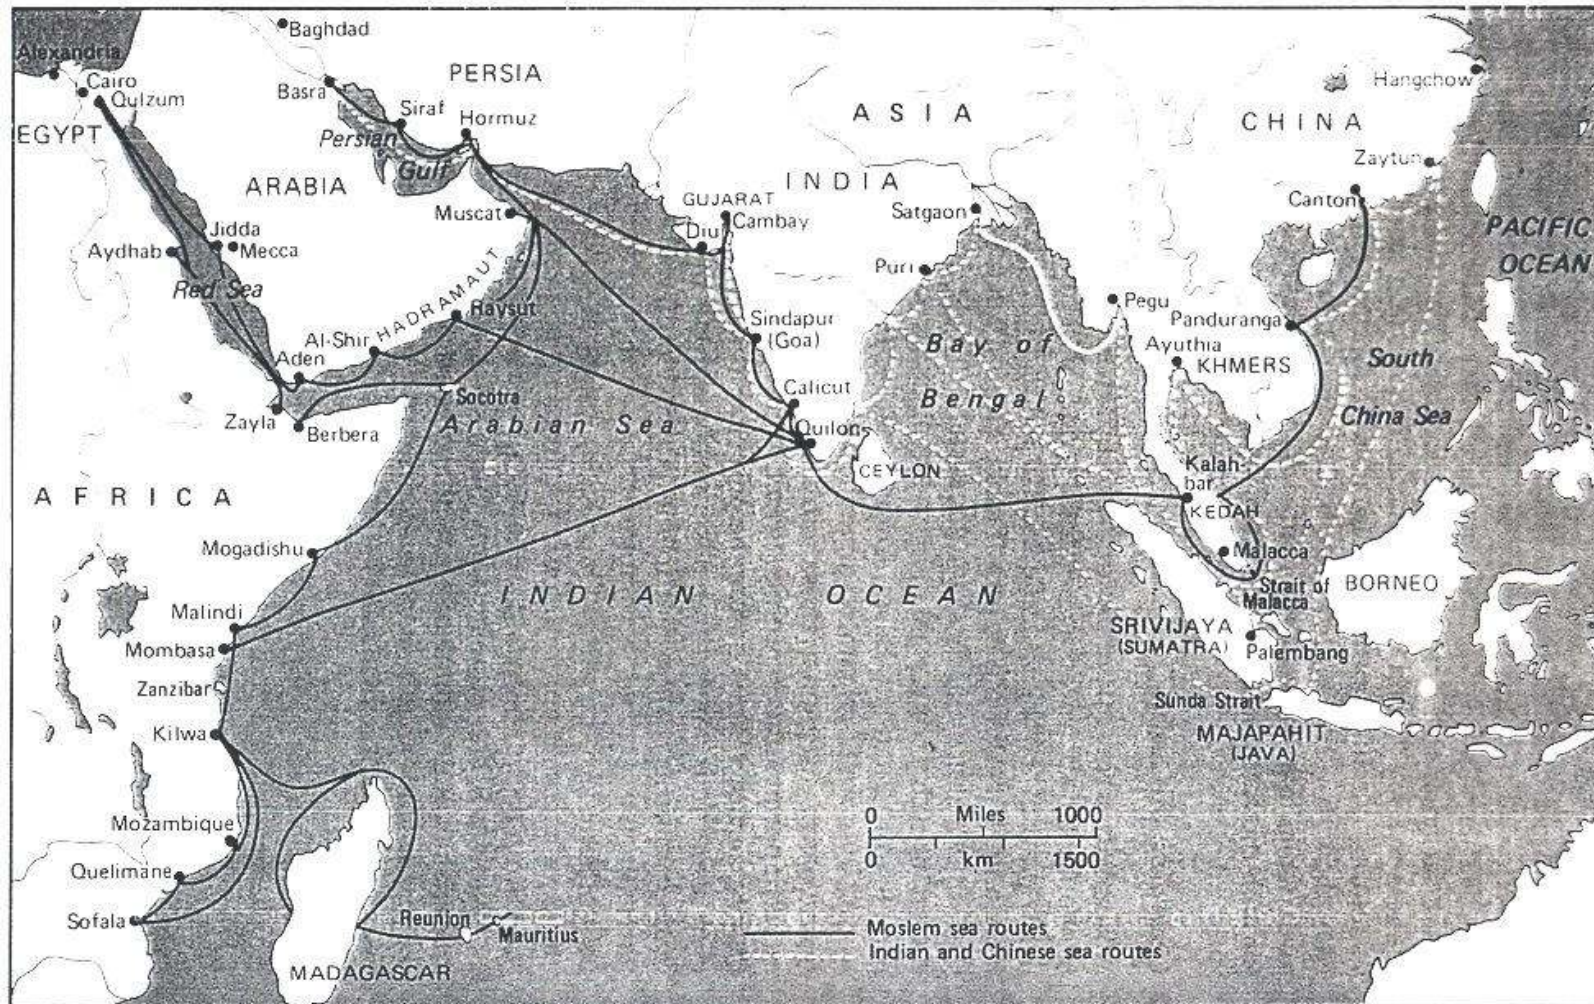 Baghdad
Alexandria
Cairo
Qulzum
EGYPT
PERSIA
Basra
Siraf
Hormuz
Persian
Gulf
ARABIA
Muscat
Jidda
Mecca
Aydhab
Red Sea
HADRAMAUT
Raysut
Al-Shir
Aden
Zayla
Berbera
Socotra
Arabian Sea
ASIA
INDIA
GUJARAT
Cambay
Diu
Sindapur
(Goa)
Calicut
Quilon
CEYLON
Satgaon
Puri
Bay of
Bengal
Pegu
CHINA
Hangchow
Zaytun
Canton
PACIFIC
OCEAN
Panduranga
Ayuthia
KHMERS
South
China Sea
Kalah-
bar
KEDAH
Malacca
Strait of
Malacca
BORNEO
SRIVIJAYA
(SUMATRA)
Palembang
Sunda Strait
MAJAPAHIT
(JAVA)
AFRICA
Mogadishu
Malindi
Mombasa
Zanzibar
Kilwa
Mozambique
Quelimane
Sofala
MADAGASCAR
Reunion
Mauritius
INDIAN OCEAN
0 Miles 1000
0 km 1500
Moslem sea routes
Indian and Chinese sea routes